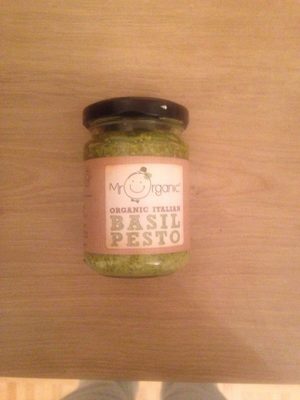 Mr Organic
ORGANIC ITALIAN
BASIL
PESTO